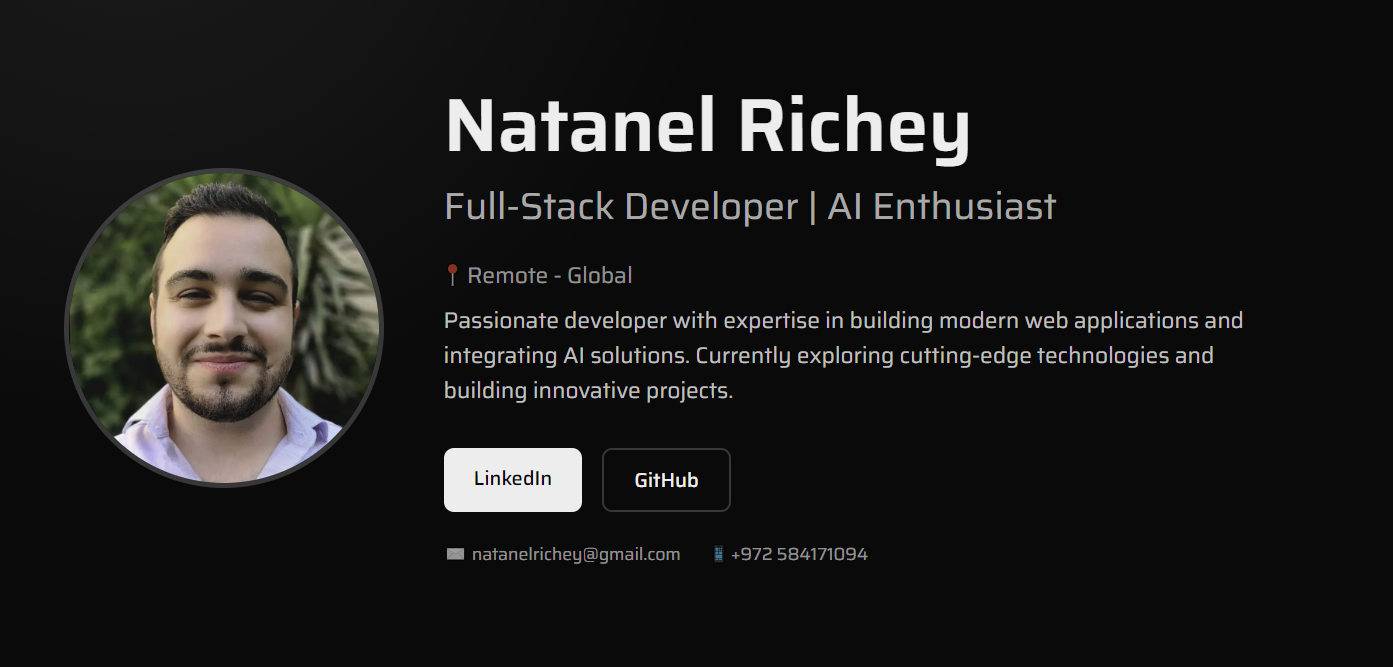 Natanel Richey
Full-Stack Developer | AI Enthusiast
📍 Remote - Global
Passionate developer with expertise in building modern web applications and
integrating AI solutions. Currently exploring cutting-edge technologies and
building innovative projects.
LinkedIn GitHub
✉️ natanelrichey@gmail.com 📱 +972 584171094